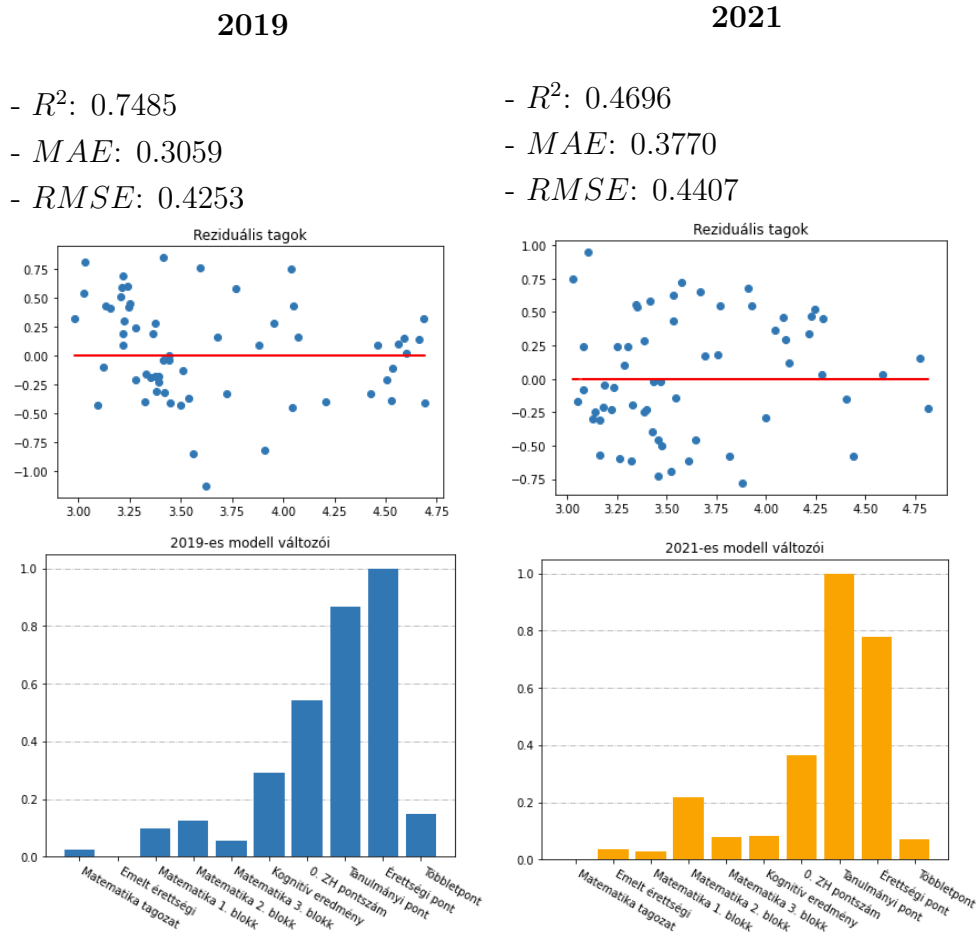 2019
- R²: 0.7485
- MAE: 0.3059
- RMSE: 0.4253
Reziduális tagok
0.75
0.50
0.25
0.00
−0.25
−0.50
−0.75
−1.00
3.00 3.25 3.50 3.75 4.00 4.25 4.50 4.75
2019-es modell változói
1.0
0.8
0.6
0.4
0.2
0.0
Matematika tagozat
Emelt érettségi
Matematika 1. blokk
Matematika 2. blokk
Matematika 3. blokk
Kognitív eredmény
0. ZH pontszám
Tanulmányi pont
Érettségi pont
Többletpont
2021
- R²: 0.4696
- MAE: 0.3770
- RMSE: 0.4407
Reziduális tagok
1.00
0.75
0.50
0.25
0.00
−0.25
−0.50
−0.75
3.00 3.25 3.50 3.75 4.00 4.25 4.50 4.75
2021-es modell változói
1.0
0.8
0.6
0.4
0.2
0.0
Matematika tagozat
Emelt érettségi
Matematika 1. blokk
Matematika 2. blokk
Matematika 3. blokk
Kognitív eredmény
0. ZH pontszám
Tanulmányi pont
Érettségi pont
Többletpont